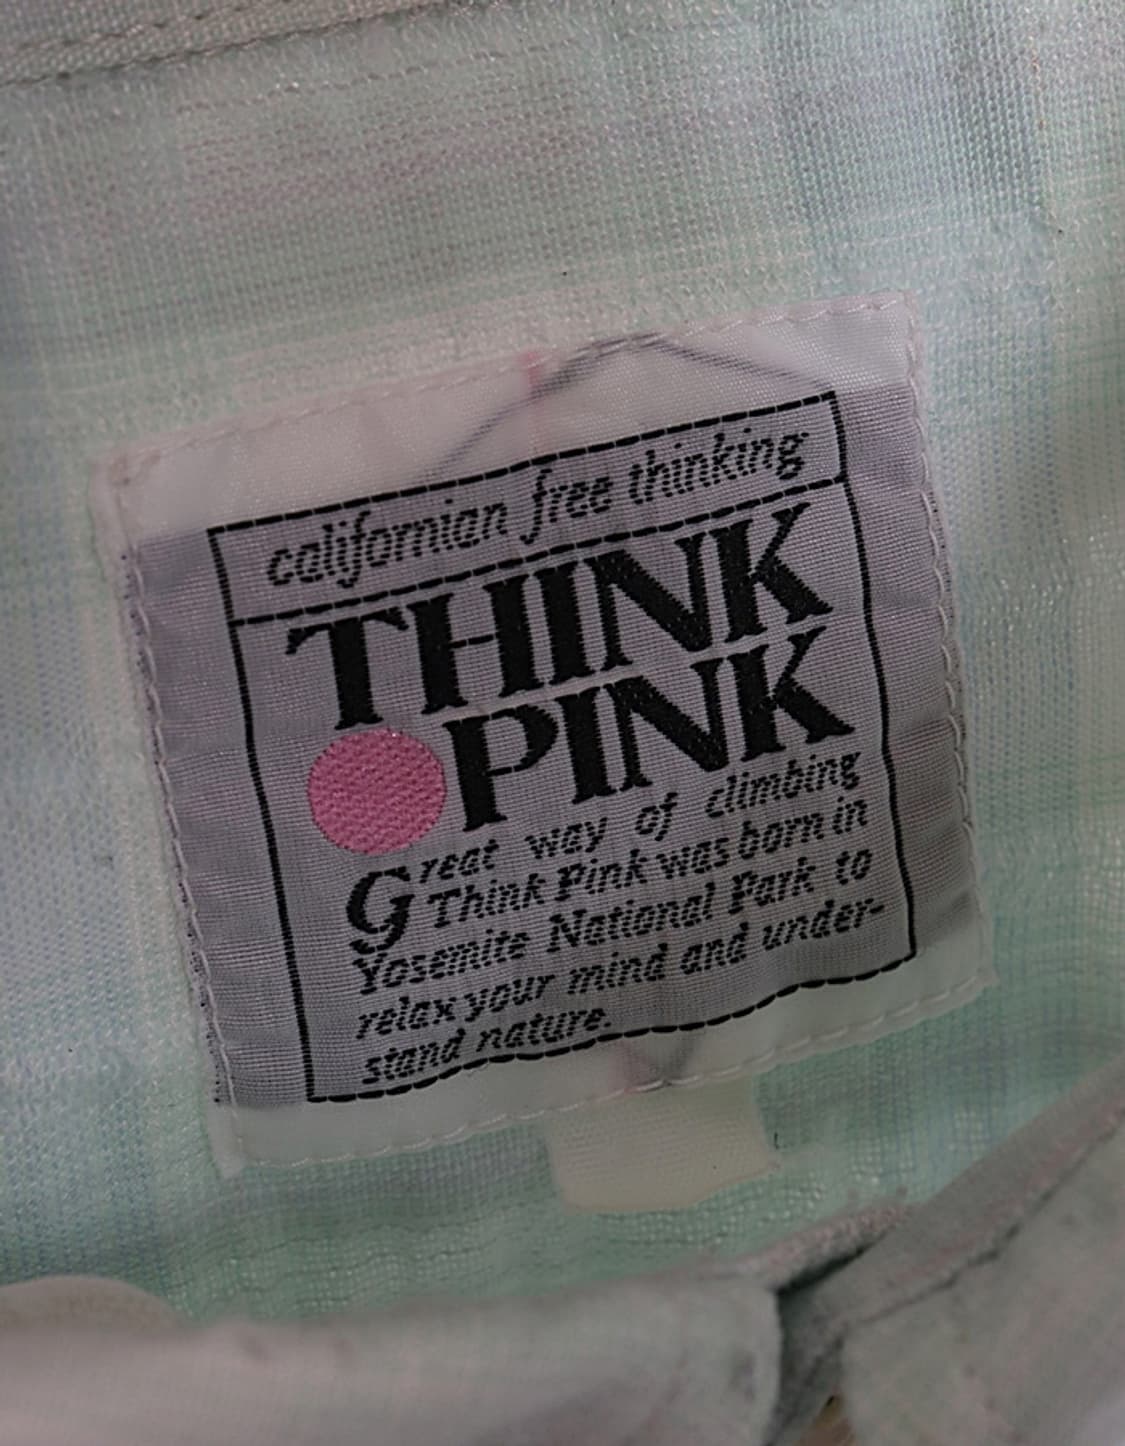 californian free thinking
THINK
PINK
Great way of climbing
Think Pink was born in
Yosemite National Park to
relax your mind and under-
stand nature.